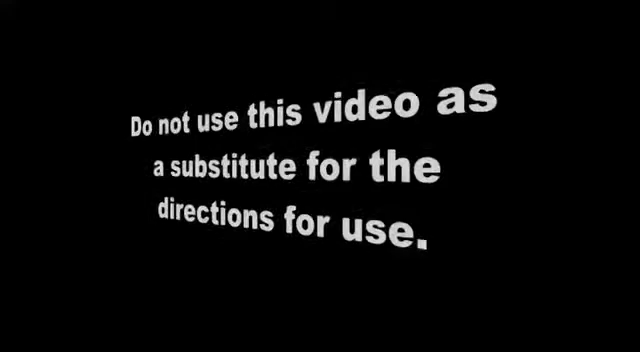 Do not use this video as
a substitute for the
directions for use.